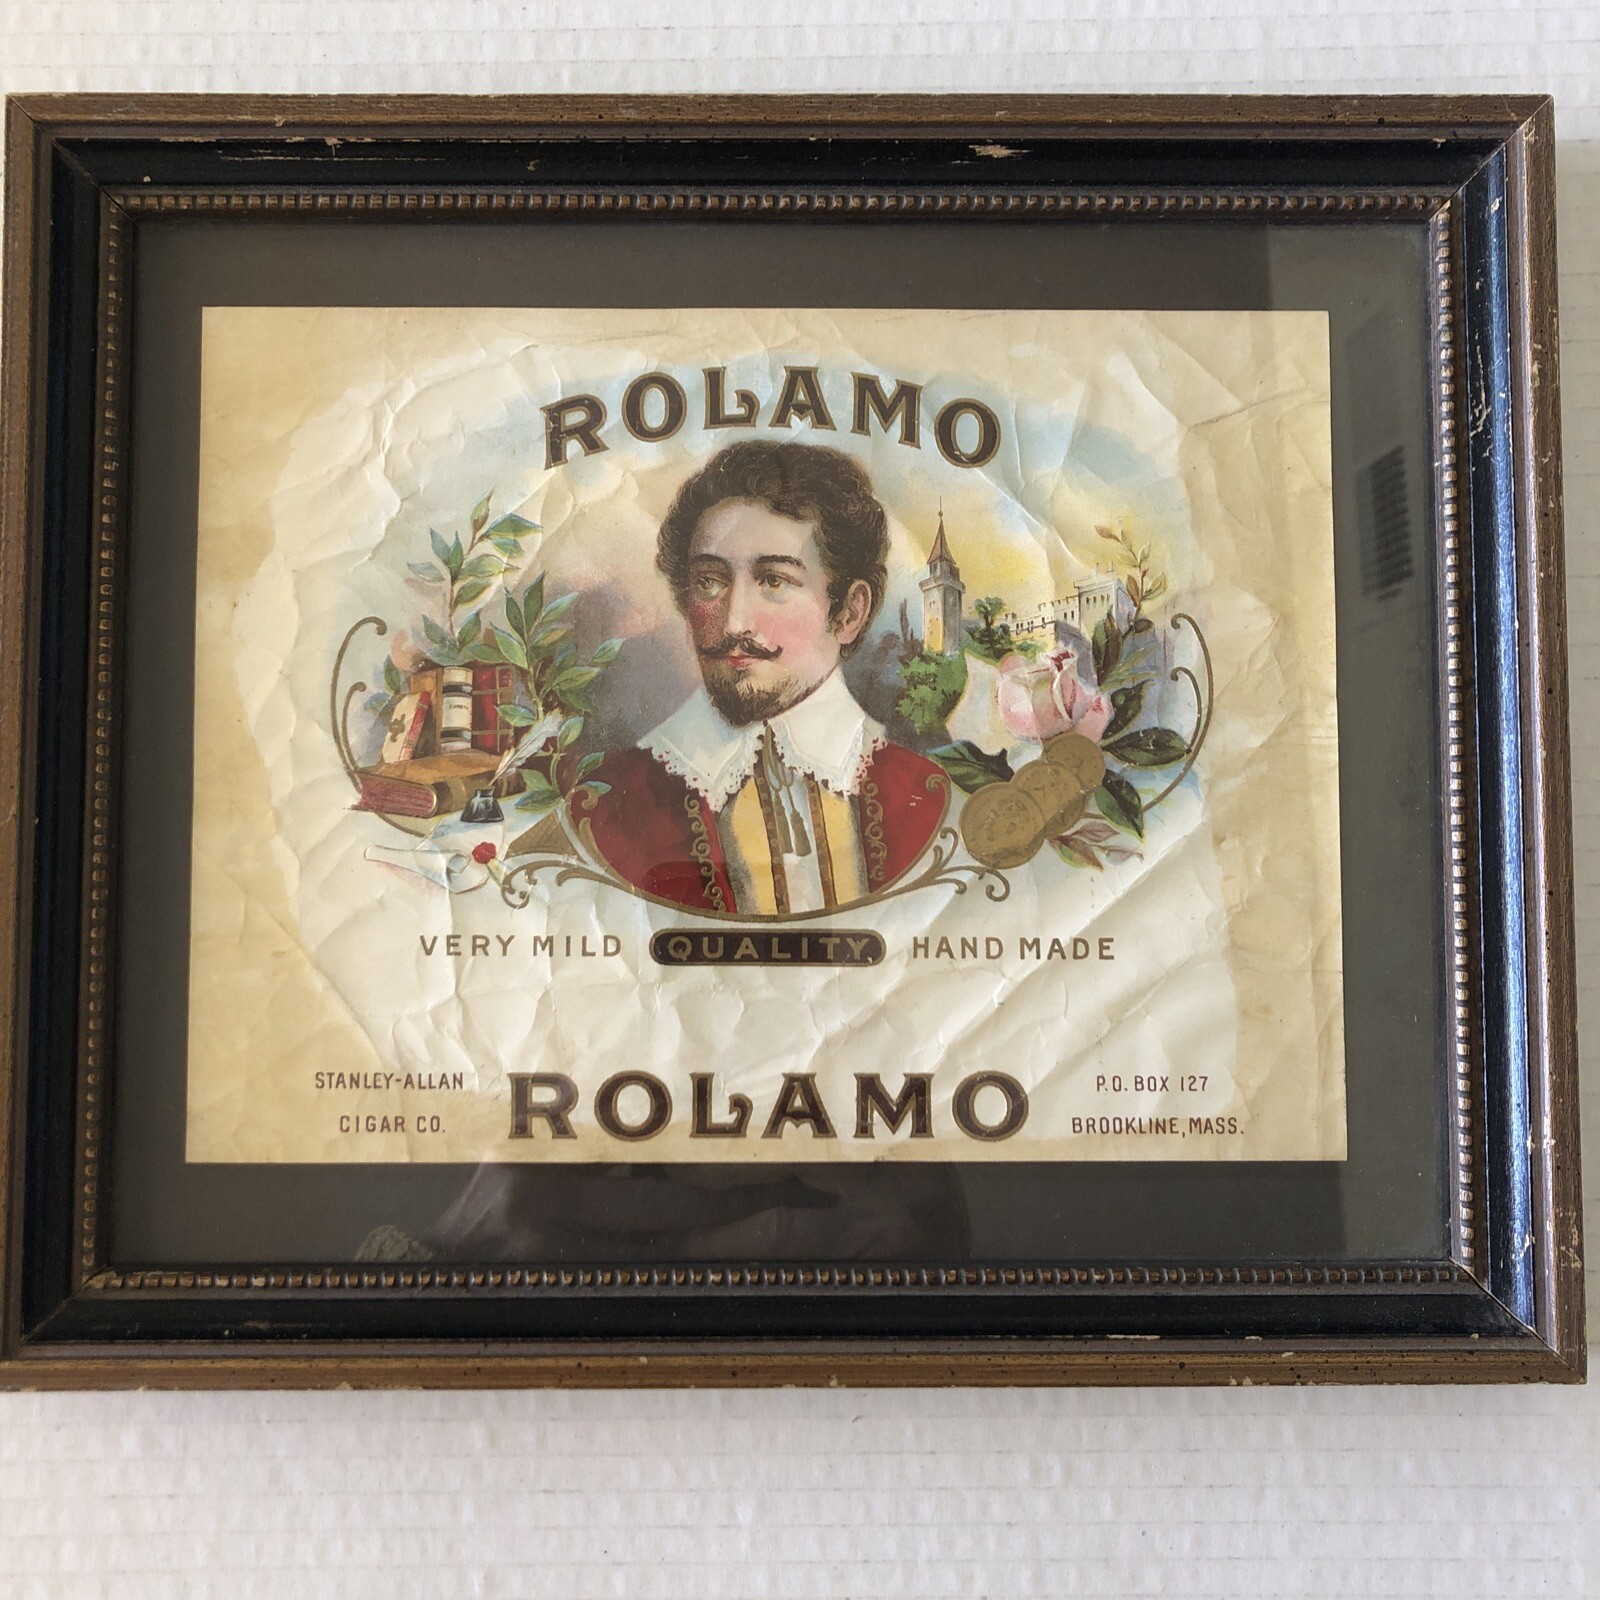 ROLAMO
VERY MILD QUALITY HAND MADE
STANLEY-ALLAN
CIGAR CO.
ROLAMO
P.O. BOX 127
BROOKLINE, MASS.